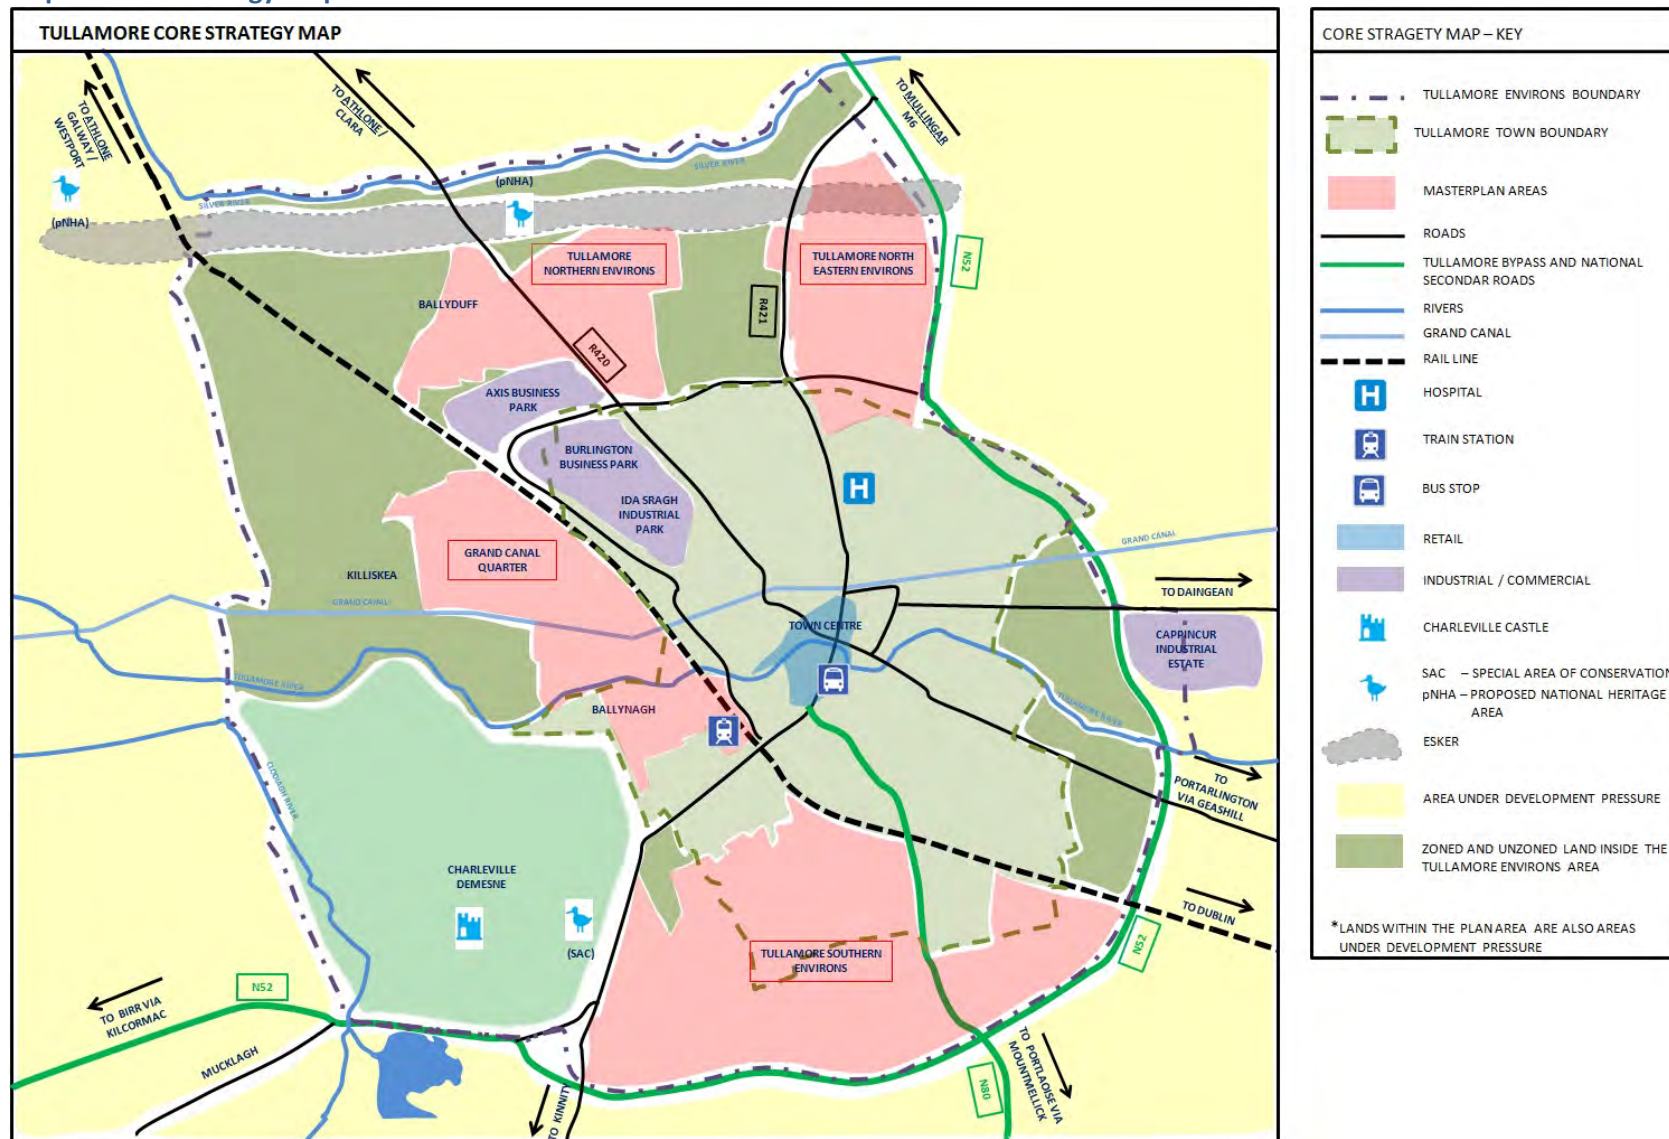 TULLAMORE CORE STRATEGY MAP
TO ATHLONE
GALWAY /
WESTPORT
TO ATHLONE /
CLARA
TO MULLINGAR
M6
(pNHA)
(pNHA)
SILVER RIVER
SILVER RIVER
TULLAMORE
NORTHERN ENVIRONS
TULLAMORE NORTH
EASTERN ENVIRONS
N52
BALLYDUFF
R421
R420
AXIS BUSINESS
PARK
BURLINGTON
BUSINESS PARK
IDA SRAGH
INDUSTRIAL
PARK
H
GRAND CANAL
QUARTER
GRAND CANAL
KILLISKEA
GRAND CANAL
TO DAINGEAN
TOWN CENTRE
CAPPINCUR
INDUSTRIAL
ESTATE
TULLAMORE RIVER
TULLAMORE RIVER
BALLYNAGH
CLODIAGH RIVER
TO
PORTARLINGTON
VIA GEASHILL
CHARLEVILLE
DEMESNE
(SAC)
TO DUBLIN
TULLAMORE SOUTHERN
ENVIRONS
N52
N52
TO BIRR VIA
KILCORMAC
MUCKLAGH
TO KINNITY
N80
TO PORTLAOISE VIA
MOUNTMELLICK
CORE STRAGETY MAP – KEY
TULLAMORE ENVIRONS BOUNDARY
TULLAMORE TOWN BOUNDARY
MASTERPLAN AREAS
ROADS
TULLAMORE BYPASS AND NATIONAL
SECONDAR ROADS
RIVERS
GRAND CANAL
RAIL LINE
H
HOSPITAL
TRAIN STATION
BUS STOP
RETAIL
INDUSTRIAL / COMMERCIAL
CHARLEVILLE CASTLE
SAC – SPECIAL AREA OF CONSERVATION
pNHA – PROPOSED NATIONAL HERITAGE
AREA
ESKER
AREA UNDER DEVELOPMENT PRESSURE
ZONED AND UNZONED LAND INSIDE THE
TULLAMORE ENVIRONS AREA
*LANDS WITHIN THE PLAN AREA ARE ALSO AREAS
UNDER DEVELOPMENT PRESSURE